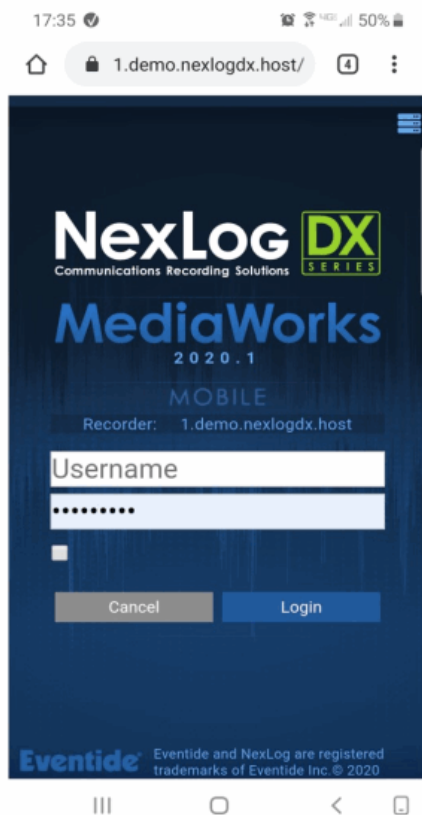 17:35
4G 50%
1.demo.nexlogdx.host/
4
NexLog DX
Communications Recording Solutions SERIES
MediaWorks
2020.1
MOBILE
Recorder: 1.demo.nexlogdx.host
Username
•••••••••
Cancel Login
Eventide® Eventide and NexLog are registered
trademarks of Eventide Inc.© 2020